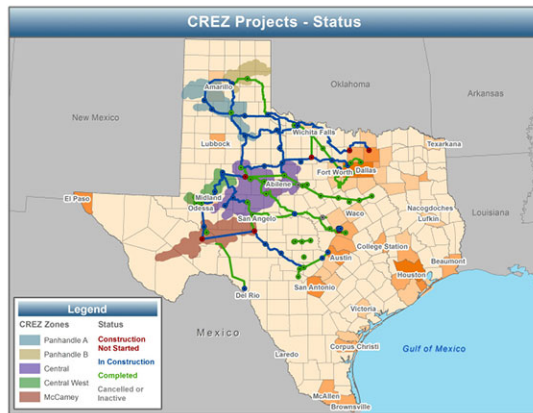 CREZ Projects - Status
Oklahoma
Arkansas
New Mexico
Amarillo
Wichita Falls
Texarkana
Lubbock
Fort Worth
Dallas
Abilene
Midland
Odessa
El Paso
Louisiana
Nacogdoches
Lufkin
Waco
San Angelo
College Station
Austin
Beaumont
Houston
San Antonio
Del Rio
Victoria
Mexico
Gulf of Mexico
Laredo
Corpus Christi
McAllen
Brownsville
Legend
CREZ Zones
Panhandle A
Panhandle B
Central
Central West
McCamey
Status
Construction
Not Started
In Construction
Completed
Cancelled or
Inactive